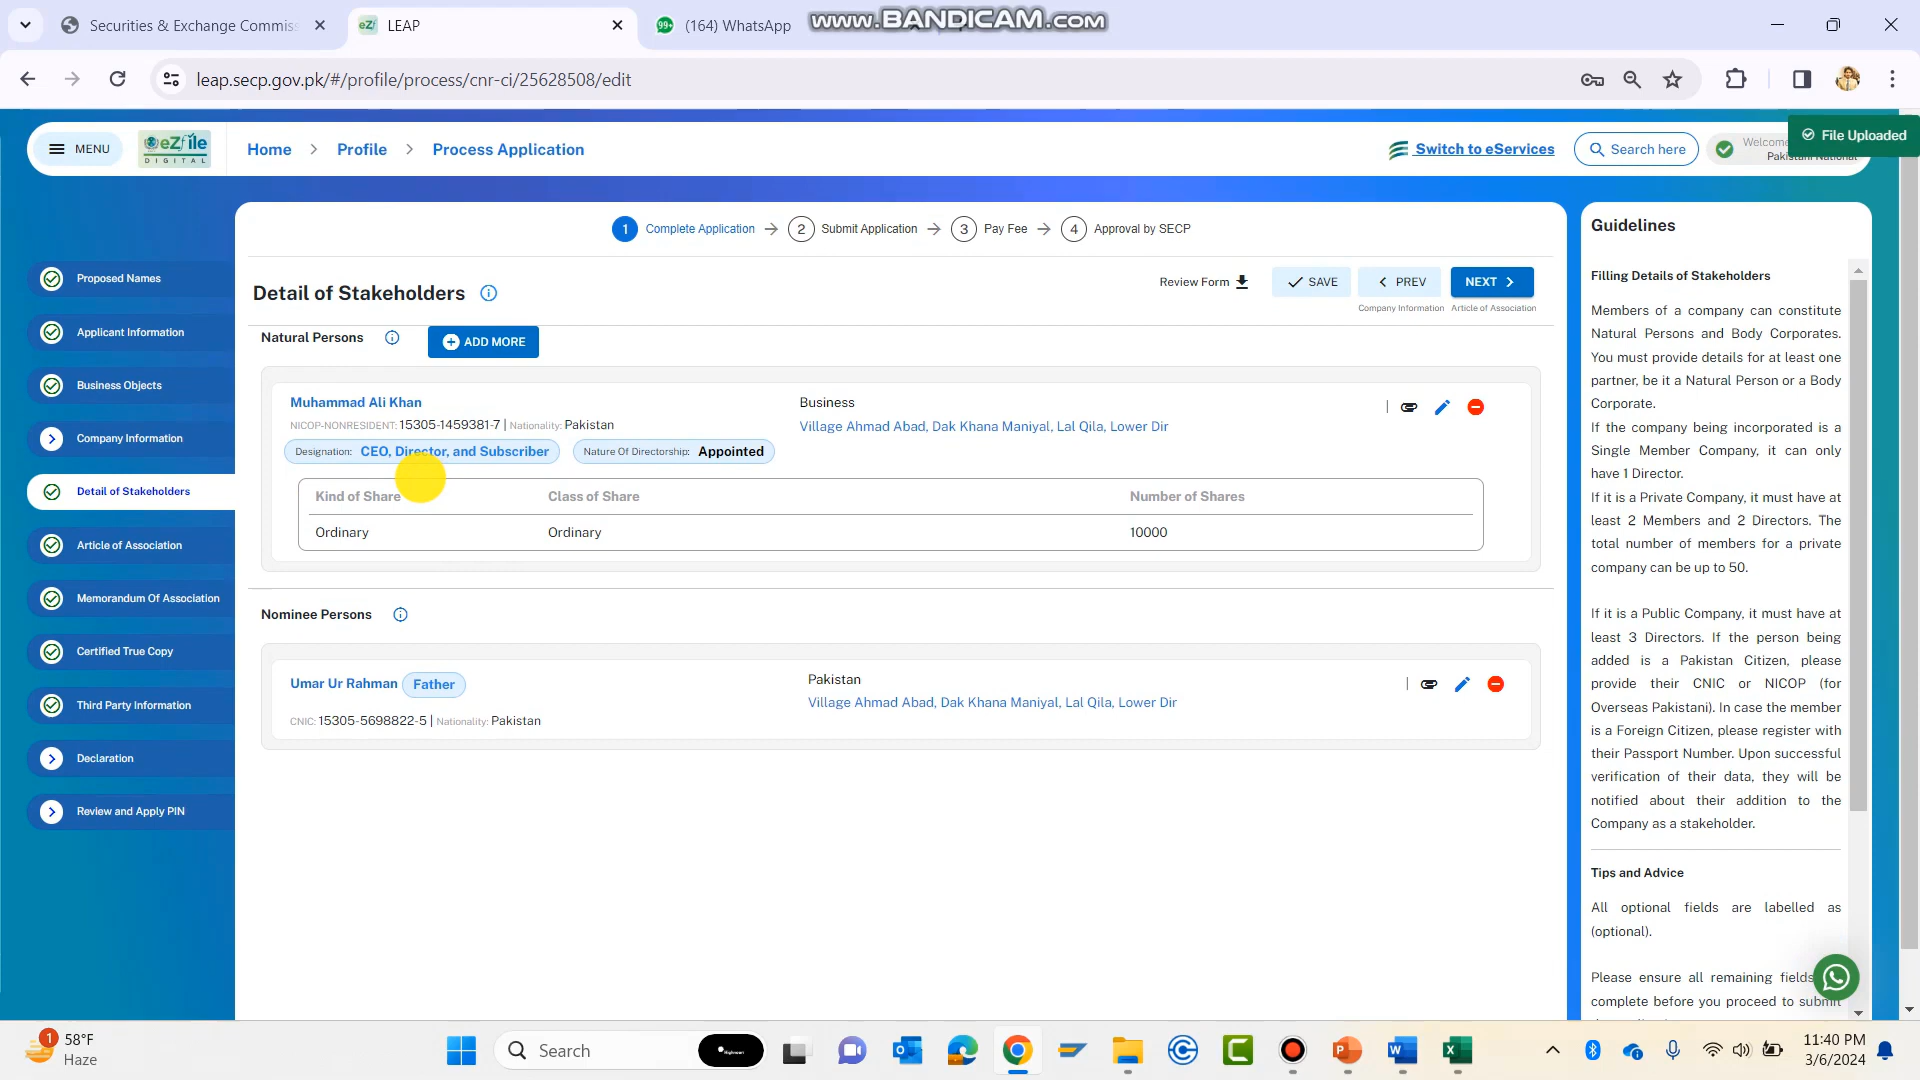 Securities & Exchange Commis
LEAP
(164) WhatsApp
www.BANDICAM.com
leap.secp.gov.pk/#/profile/process/cnr-ci/25628508/edit
MENU
eZfile
DIGITAL
Home > Profile > Process Application
Switch to eServices
Search here
Welcome
Pakistani National
File Uploaded
1 Complete Application → 2 Submit Application → 3 Pay Fee → 4 Approval by SECP
Detail of Stakeholders
Review Form
SAVE
PREV
NEXT
Company Information
Article of Association
Proposed Names
Applicant Information
Business Objects
Company Information
Detail of Stakeholders
Article of Association
Memorandum Of Association
Certified True Copy
Third Party Information
Declaration
Review and Apply PIN
Natural Persons
ADD MORE
Muhammad Ali Khan
NICOP-NONRESIDENT: 15305-1459381-7 | Nationality: Pakistan
Designation: CEO, Director, and Subscriber
Nature Of Directorship: Appointed
Business
Village Ahmad Abad, Dak Khana Maniyal, Lal Qila, Lower Dir
Kind of Share Class of Share Number of Shares
Ordinary Ordinary 10000
Nominee Persons
Umar Ur Rahman Father
CNIC: 15305-5698822-5 | Nationality: Pakistan
Pakistan
Village Ahmad Abad, Dak Khana Maniyal, Lal Qila, Lower Dir
Guidelines
Filling Details of Stakeholders
Members of a company can constitute
Natural Persons and Body Corporates.
You must provide details for at least one
partner, be it a Natural Person or a Body
Corporate.
If the company being incorporated is a
Single Member Company, it can only
have 1 Director.
If it is a Private Company, it must have at
least 2 Members and 2 Directors. The
total number of members for a private
company can be up to 50.
If it is a Public Company, it must have at
least 3 Directors. If the person being
added is a Pakistan Citizen, please
provide their CNIC or NICOP (for
Overseas Pakistani). In case the member
is a Foreign Citizen, please register with
their Passport Number. Upon successful
verification of their data, they will be
notified about their addition to the
Company as a stakeholder.
Tips and Advice
All optional fields are labelled as
(optional).
Please ensure all remaining fields
complete before you proceed to submit
1
58°F
Haze
Search
11:40 PM
3/6/2024